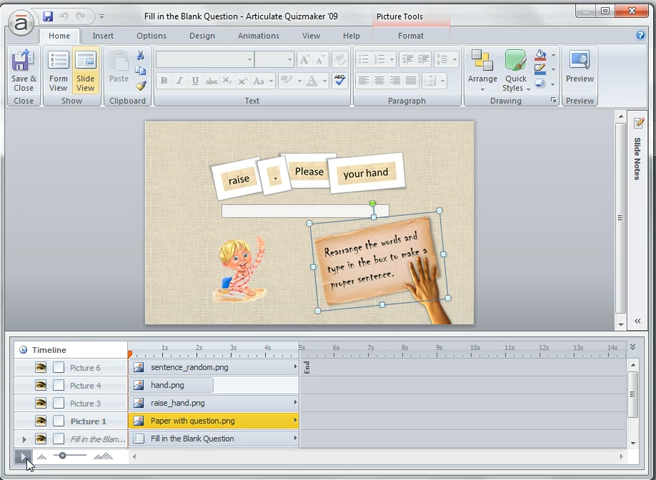 Fill in the Blank Question - Articulate Quizmaker '09
Picture Tools
Home Insert Options Design Animations View Help Format
Save & Close
Form View
Slide View
Paste
Arrange
Quick Styles
Preview
Close Show Clipboard Text Paragraph Drawing Preview
raise . Please your hand
Rearrange the words and
type in the box to make a
proper sentence.
Slide Notes
Timeline
1s 2s 3s 4s 5s 6s 7s 8s 9s 10s 11s 12s 13s 14s
End
Picture 6 sentence_random.png
Picture 4 hand.png
Picture 3 raise_hand.png
Picture 1 Paper with question.png
Fill in the Blan... Fill in the Blank Question